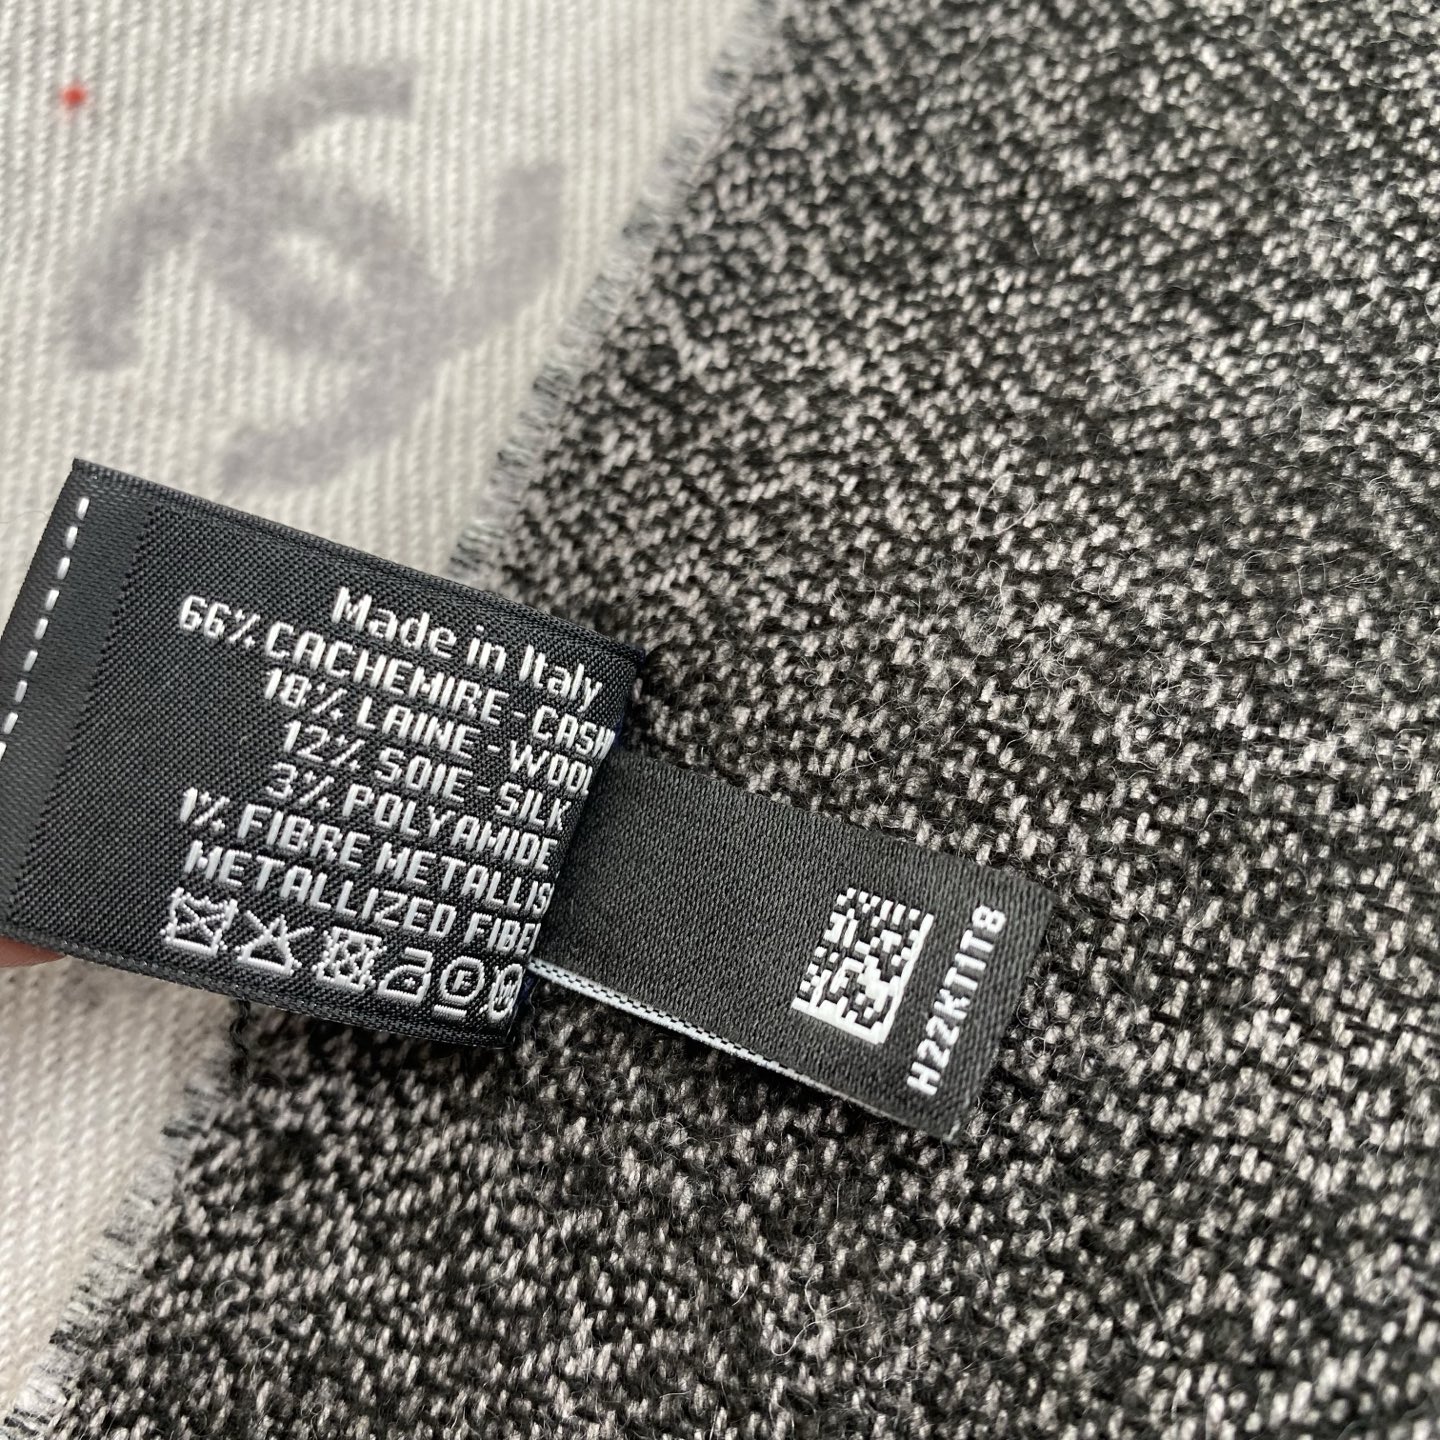 Made in Italy
66% CACHEMIRE - CASH
18% LAINE - WOOL
12% SOIE - SILK
3% POLYAMIDE
1% FIBRE METALLIS
METALLIZED FIBE
H22KT1T8